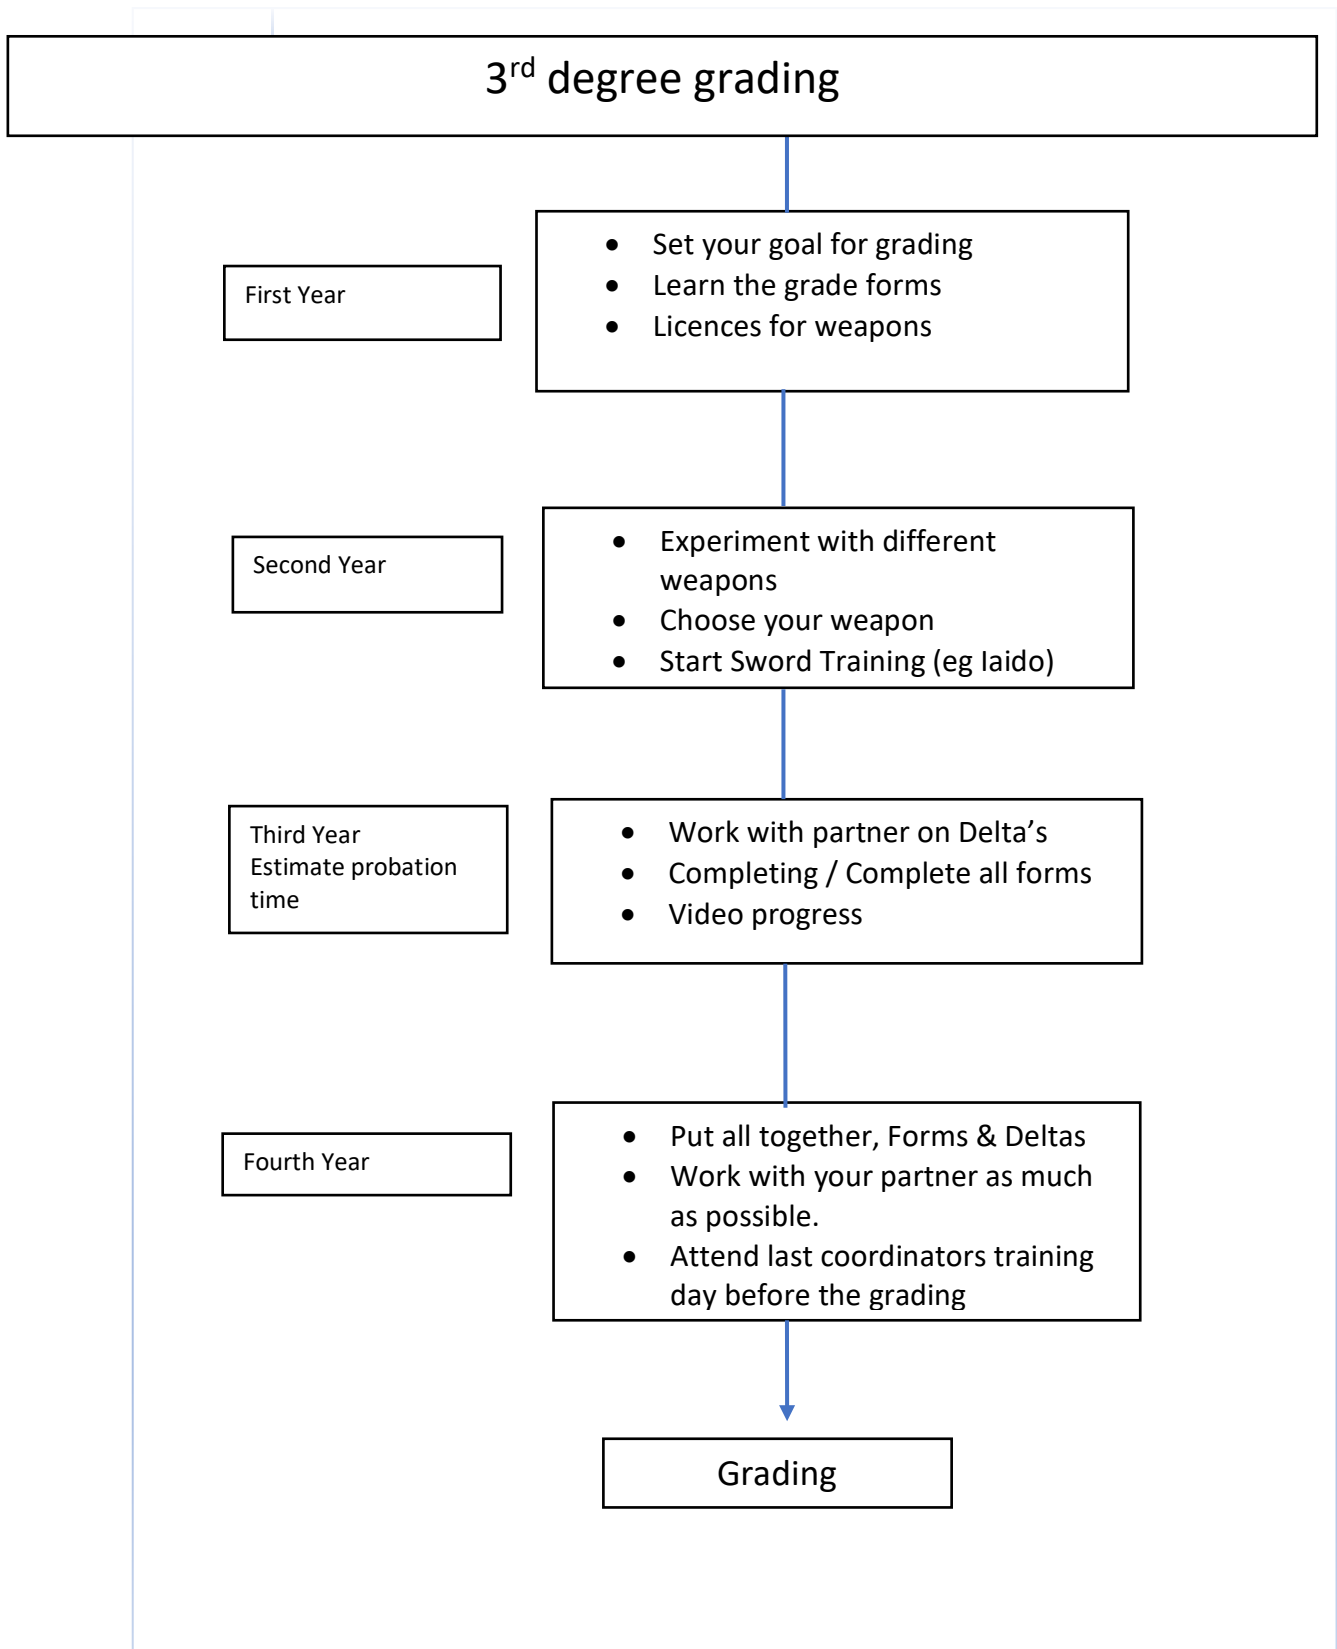 3rd degree grading
First Year
• Set your goal for grading
• Learn the grade forms
• Licences for weapons
Second Year
• Experiment with different
weapons
• Choose your weapon
• Start Sword Training (eg Iaido)
Third Year
Estimate probation
time
• Work with partner on Delta’s
• Completing / Complete all forms
• Video progress
Fourth Year
• Put all together, Forms & Deltas
• Work with your partner as much
as possible.
• Attend last coordinators training
day before the grading
Grading